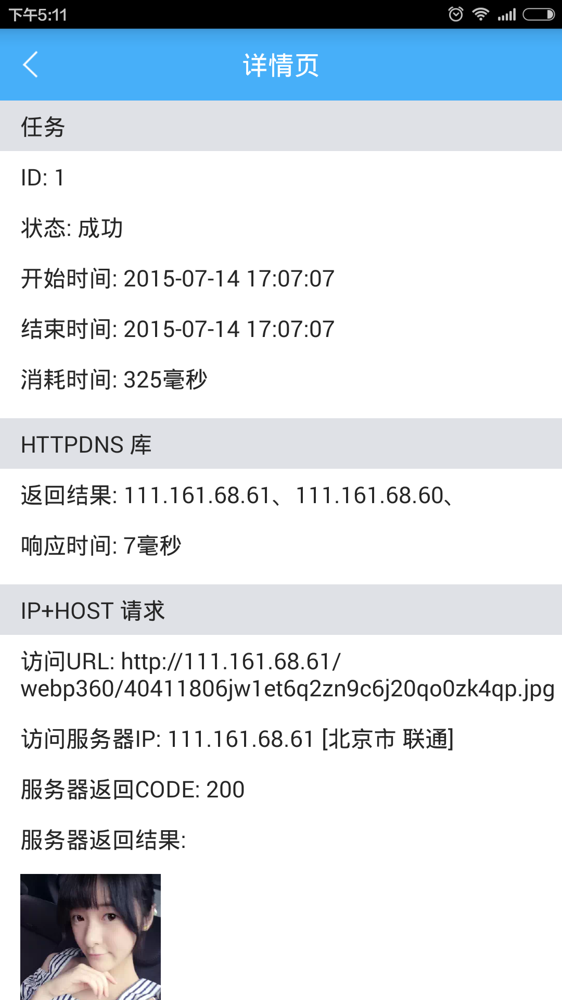 下午5:11
详情页
任务
ID: 1
状态: 成功
开始时间: 2015-07-14 17:07:07
结束时间: 2015-07-14 17:07:07
消耗时间: 325毫秒
HTTPDNS 库
返回结果: 111.161.68.61、111.161.68.60、
响应时间: 7毫秒
IP+HOST 请求
访问URL: http://111.161.68.61/
webp360/40411806jw1et6q2zn9c6j20qo0zk4qp.jpg
访问服务器IP: 111.161.68.61 [北京市 联通]
服务器返回CODE: 200
服务器返回结果: